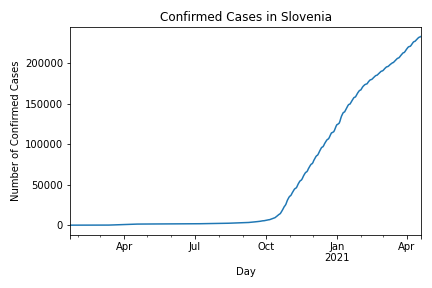 Confirmed Cases in Slovenia
Number of Confirmed Cases
200000
150000
100000
50000
0
Apr Jul Oct Jan Apr
2021
Day